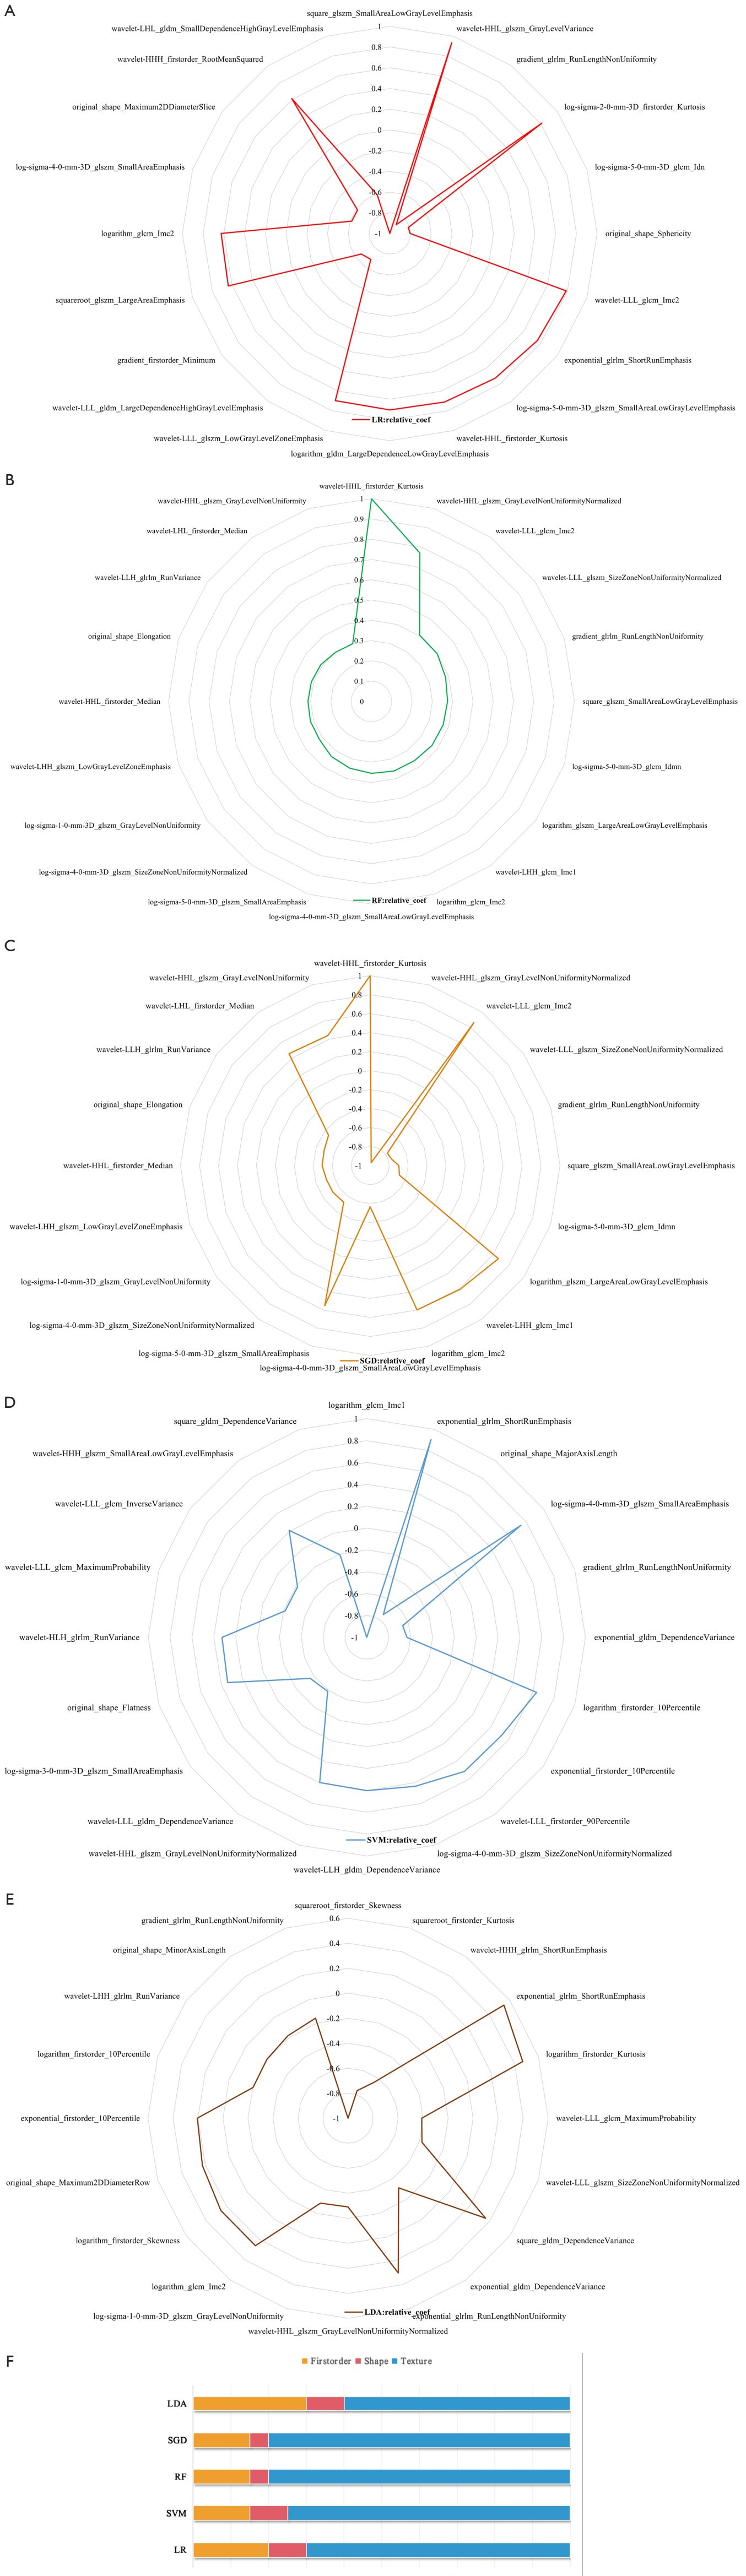 A
square_glszm_SmallAreaLowGrayLevelEmphasis
wavelet-LHL_gldm_SmallDependenceHighGrayLevelEmphasis
wavelet-HHL_glszm_GrayLevelVariance
wavelet-HHH_firstorder_RootMeanSquared
gradient_glrlm_RunLengthNonUniformity
original_shape_Maximum2DDiameterSlice
log-sigma-2-0-mm-3D_firstorder_Kurtosis
log-sigma-4-0-mm-3D_glszm_SmallAreaEmphasis
log-sigma-5-0-mm-3D_glcm_Idn
logarithm_glcm_Imc2
original_shape_Sphericity
squareroot_glszm_LargeAreaEmphasis
wavelet-LLL_glcm_Imc2
gradient_firstorder_Minimum
exponential_glrlm_ShortRunEmphasis
wavelet-LLL_gldm_LargeDependenceHighGrayLevelEmphasis
log-sigma-5-0-mm-3D_glszm_SmallAreaLowGrayLevelEmphasis
wavelet-LLL_glszm_LowGrayLevelZoneEmphasis
wavelet-HHL_firstorder_Kurtosis
logarithm_gldm_LargeDependenceLowGrayLevelEmphasis
1
0.8
0.6
0.4
0.2
0
-0.2
-0.4
-0.6
-0.8
-1
LR:relative_coef
B
wavelet-HHL_firstorder_Kurtosis
wavelet-HHL_glszm_GrayLevelNonUniformity
wavelet-HHL_glszm_GrayLevelNonUniformityNormalized
wavelet-LHL_firstorder_Median
wavelet-LLL_glcm_Imc2
wavelet-LLH_glrlm_RunVariance
wavelet-LLL_glszm_SizeZoneNonUniformityNormalized
original_shape_Elongation
gradient_glrlm_RunLengthNonUniformity
wavelet-HHL_firstorder_Median
square_glszm_SmallAreaLowGrayLevelEmphasis
wavelet-LHH_glszm_LowGrayLevelZoneEmphasis
log-sigma-5-0-mm-3D_glcm_Idmn
log-sigma-1-0-mm-3D_glszm_GrayLevelNonUniformity
logarithm_glszm_LargeAreaLowGrayLevelEmphasis
log-sigma-4-0-mm-3D_glszm_SizeZoneNonUniformityNormalized
wavelet-LHH_glcm_Imc1
log-sigma-5-0-mm-3D_glszm_SmallAreaEmphasis
logarithm_glcm_Imc2
log-sigma-4-0-mm-3D_glszm_SmallAreaLowGrayLevelEmphasis
1
0.9
0.8
0.7
0.6
0.5
0.4
0.3
0.2
0.1
0
RF:relative_coef
C
wavelet-HHL_firstorder_Kurtosis
wavelet-HHL_glszm_GrayLevelNonUniformity
wavelet-HHL_glszm_GrayLevelNonUniformityNormalized
wavelet-LHL_firstorder_Median
wavelet-LLL_glcm_Imc2
wavelet-LLH_glrlm_RunVariance
wavelet-LLL_glszm_SizeZoneNonUniformityNormalized
original_shape_Elongation
gradient_glrlm_RunLengthNonUniformity
wavelet-HHL_firstorder_Median
square_glszm_SmallAreaLowGrayLevelEmphasis
wavelet-LHH_glszm_LowGrayLevelZoneEmphasis
log-sigma-5-0-mm-3D_glcm_Idmn
log-sigma-1-0-mm-3D_glszm_GrayLevelNonUniformity
logarithm_glszm_LargeAreaLowGrayLevelEmphasis
log-sigma-4-0-mm-3D_glszm_SizeZoneNonUniformityNormalized
wavelet-LHH_glcm_Imc1
log-sigma-5-0-mm-3D_glszm_SmallAreaEmphasis
logarithm_glcm_Imc2
log-sigma-4-0-mm-3D_glszm_SmallAreaLowGrayLevelEmphasis
1
0.8
0.6
0.4
0.2
0
-0.2
-0.4
-0.6
-0.8
-1
SGD:relative_coef
D
logarithm_glcm_Imc1
square_gldm_DependenceVariance
exponential_glrlm_ShortRunEmphasis
wavelet-HHH_glszm_SmallAreaLowGrayLevelEmphasis
original_shape_MajorAxisLength
wavelet-LLL_glcm_InverseVariance
log-sigma-4-0-mm-3D_glszm_SmallAreaEmphasis
wavelet-LLL_glcm_MaximumProbability
gradient_glrlm_RunLengthNonUniformity
wavelet-HLH_glrlm_RunVariance
exponential_gldm_DependenceVariance
original_shape_Flatness
logarithm_firstorder_10Percentile
log-sigma-3-0-mm-3D_glszm_SmallAreaEmphasis
exponential_firstorder_10Percentile
wavelet-LLL_gldm_DependenceVariance
wavelet-LLL_firstorder_90Percentile
wavelet-HHL_glszm_GrayLevelNonUniformityNormalized
log-sigma-4-0-mm-3D_glszm_SizeZoneNonUniformityNormalized
wavelet-LLH_gldm_DependenceVariance
1
0.8
0.6
0.4
0.2
0
-0.2
-0.4
-0.6
-0.8
-1
SVM:relative_coef
E
squareroot_firstorder_Skewness
gradient_glrlm_RunLengthNonUniformity
squareroot_firstorder_Kurtosis
original_shape_MinorAxisLength
wavelet-HHH_glrlm_ShortRunEmphasis
wavelet-LHH_glrlm_RunVariance
exponential_glrlm_ShortRunEmphasis
logarithm_firstorder_10Percentile
logarithm_firstorder_Kurtosis
exponential_firstorder_10Percentile
wavelet-LLL_glcm_MaximumProbability
original_shape_Maximum2DDiameterRow
wavelet-LLL_glszm_SizeZoneNonUniformityNormalized
logarithm_firstorder_Skewness
square_gldm_DependenceVariance
logarithm_glcm_Imc2
exponential_gldm_DependenceVariance
log-sigma-1-0-mm-3D_glszm_GrayLevelNonUniformity
exponential_glrlm_RunLengthNonUniformity
wavelet-HHL_glszm_GrayLevelNonUniformityNormalized
0.6
0.4
0.2
0
-0.2
-0.4
-0.6
-0.8
-1
LDA:relative_coef
F
Firstorder Shape Texture
LDA
SGD
RF
SVM
LR